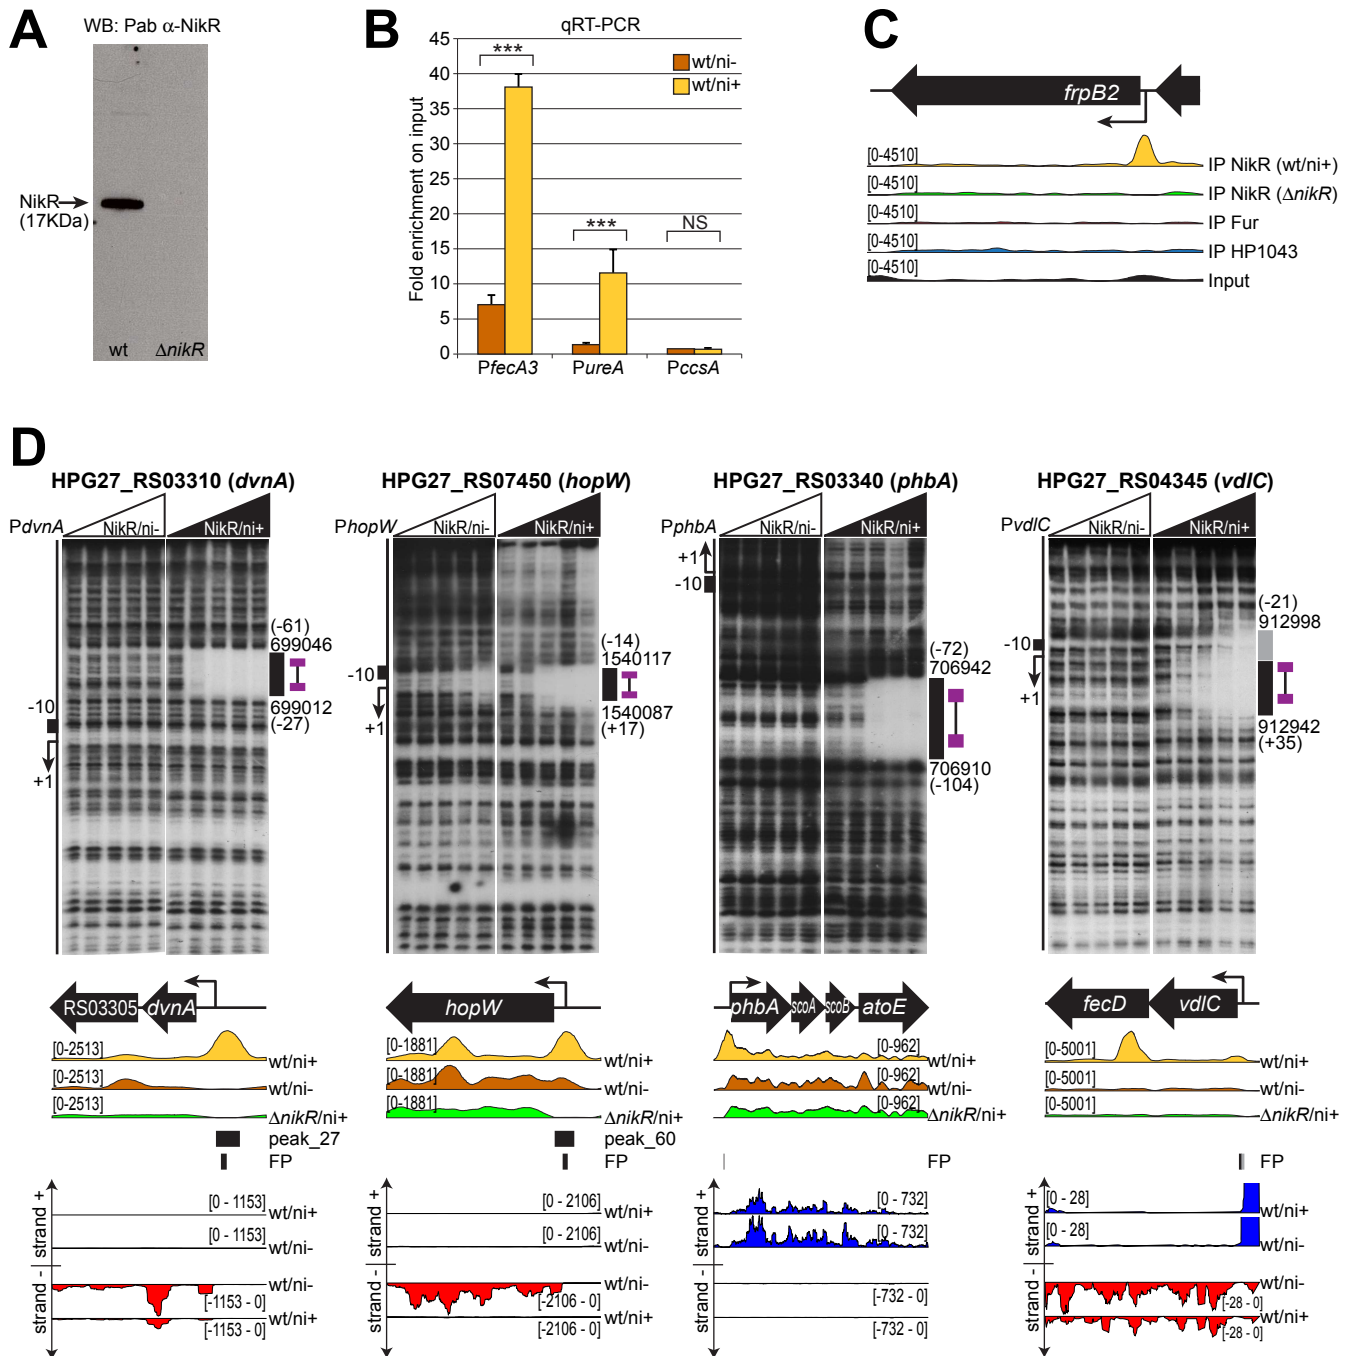 A
WB: Pab α-NikR
NikR
(17KDa)
wt
ΔnikR
B
qRT-PCR
Fold enrichment on input
45
40
35
30
25
20
15
10
5
0
***
***
NS
wt/ni-
wt/ni+
PfecA3
PureA
PccsA
C
frpB2
[0-4510]
IP NikR (wt/ni+)
[0-4510]
IP NikR (ΔnikR)
[0-4510]
IP Fur
[0-4510]
IP HP1043
[0-4510]
Input
D
HPG27_RS03310 (dvnA)
PdvnA
NikR/ni-
NikR/ni+
-10
+1
(-61)
699046
699012
(-27)
RS03305
dvnA
[0-2513]
wt/ni+
[0-2513]
wt/ni-
[0-2513]
ΔnikR/ni+
peak_27
FP
strand +
strand -
[0 - 1153]
wt/ni+
[0 - 1153]
wt/ni-
wt/ni-
[-1153 - 0]
wt/ni+
[-1153 - 0]
HPG27_RS07450 (hopW)
PhopW
NikR/ni-
NikR/ni+
-10
+1
(-14)
1540117
1540087
(+17)
hopW
[0-1881]
wt/ni+
[0-1881]
wt/ni-
[0-1881]
ΔnikR/ni+
peak_60
FP
strand +
strand -
[0 - 2106]
wt/ni+
[0 - 2106]
wt/ni-
wt/ni-
[-2106 - 0]
wt/ni+
[-2106 - 0]
HPG27_RS03340 (phbA)
PphbA
NikR/ni-
NikR/ni+
+1
-10
(-72)
706942
706910
(-104)
phbA
scoA
scoB
atoE
[0-962]
wt/ni+
[0-962]
wt/ni-
[0-962]
ΔnikR/ni+
FP
strand +
strand -
[0 - 732]
wt/ni+
[0 - 732]
wt/ni-
wt/ni-
[-732 - 0]
wt/ni+
[-732 - 0]
HPG27_RS04345 (vdlC)
PvdlC
NikR/ni-
NikR/ni+
-10
+1
(-21)
912998
912942
(+35)
fecD
vdlC
[0-5001]
wt/ni+
[0-5001]
wt/ni-
[0-5001]
ΔnikR/ni+
FP
strand +
strand -
[0 - 28]
wt/ni+
[0 - 28]
wt/ni-
wt/ni-
[-28 - 0]
wt/ni+
[-28 - 0]